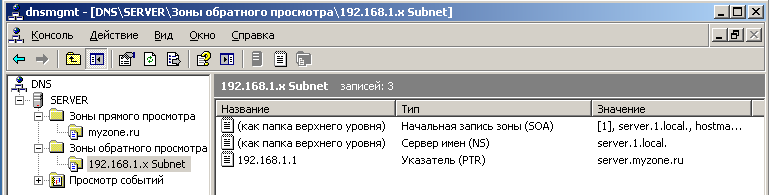 dnsmgmt - [DNS\SERVER\Зоны обратного просмотра\192.168.1.x Subnet]
Консоль Действие Вид Окно Справка
DNS
SERVER
Зоны прямого просмотра
myzone.ru
Зоны обратного просмотра
192.168.1.x Subnet
Просмотр событий
192.168.1.x Subnet записей: 3
Название Тип Значение
(как папка верхнего уровня) Начальная запись зоны (SOA) [1], server.1.local., hostma...
(как папка верхнего уровня) Сервер имен (NS) server.1.local.
192.168.1.1 Указатель (PTR) server.myzone.ru